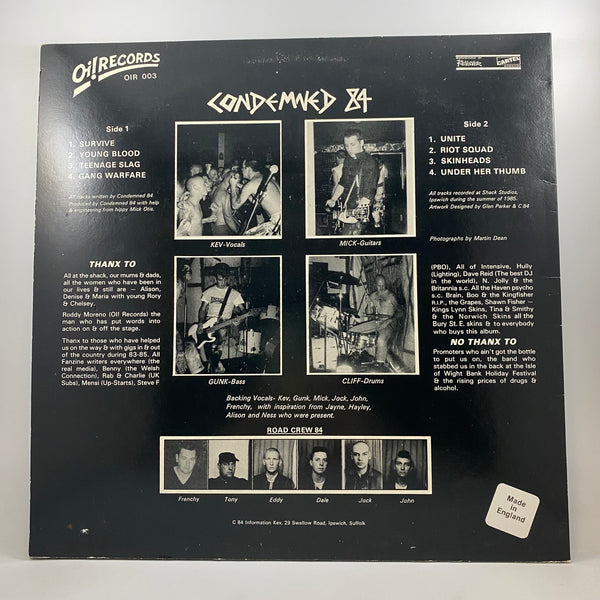 Oi! RECORDS
OIR 003
CARTEL
CONDEMNED 84
Side 1
1. SURVIVE
2. YOUNG BLOOD
3. TEENAGE SLAG
4. GANG WARFARE
All tracks written by Condemned 84
Produced by Condemned 84 with help
& engineering from hippy Mick Otis.
Side 2
1. UNITE
2. RIOT SQUAD
3. SKINHEADS
4. UNDER HER THUMB
All tracks recorded at Shack Studios,
Ipswich during the summer of 1985.
Artwork Designed by Glen Parker & C 84
Photographs by Martin Dean
KEV-Vocals
MICK-Guitars
GUNK-Bass
CLIFF-Drums
THANX TO
All at the shack, our mums & dads,
all the women who have been in
our lives & still are – Alison,
Denise & Maria with young Rory
& Chelsey.
Roddy Moreno (Oi! Records) the
man who has put words into
action on & off the stage.
Thanx to those who have helped
us on the way & with gigs in & out
of the country during 83-85. All
Fanzine writers everywhere (the
real media), Benny (the Welsh
Connection), Rab & Charlie (UK
Subs), Mensi (Up-Starts), Steve F
(PBO), All of Intensive, Hully
(Lighting), Dave Reid (The best DJ
in the world), N. Jolly & the
Britannia s.c. All the Haven psycho
s.c. Brain, Boo & the Kingfisher
R.I.P., the Grapes, Shawn Fisher —
Kings Lynn Skins, Tina & Smithy
& the Norwich Skins all the
Bury St. E. skins & to everybody
who buys this album.
NO THANX TO
Promoters who ain't got the bottle
to put us on, the band who
stabbed us in the back at the Isle
of Wight Bank Holiday Festival
& the rising prices of drugs &
alcohol.
Backing Vocals- Kev, Gunk, Mick, Jock, John,
Frenchy, with inspiration from Jayne, Hayley,
Alison and Ness who were present.
ROAD CREW 84
Frenchy Tony Eddy Dale Jock John
C 84 Information Kev, 29 Swallow Road, Ipswich, Suffolk
Made
in
England